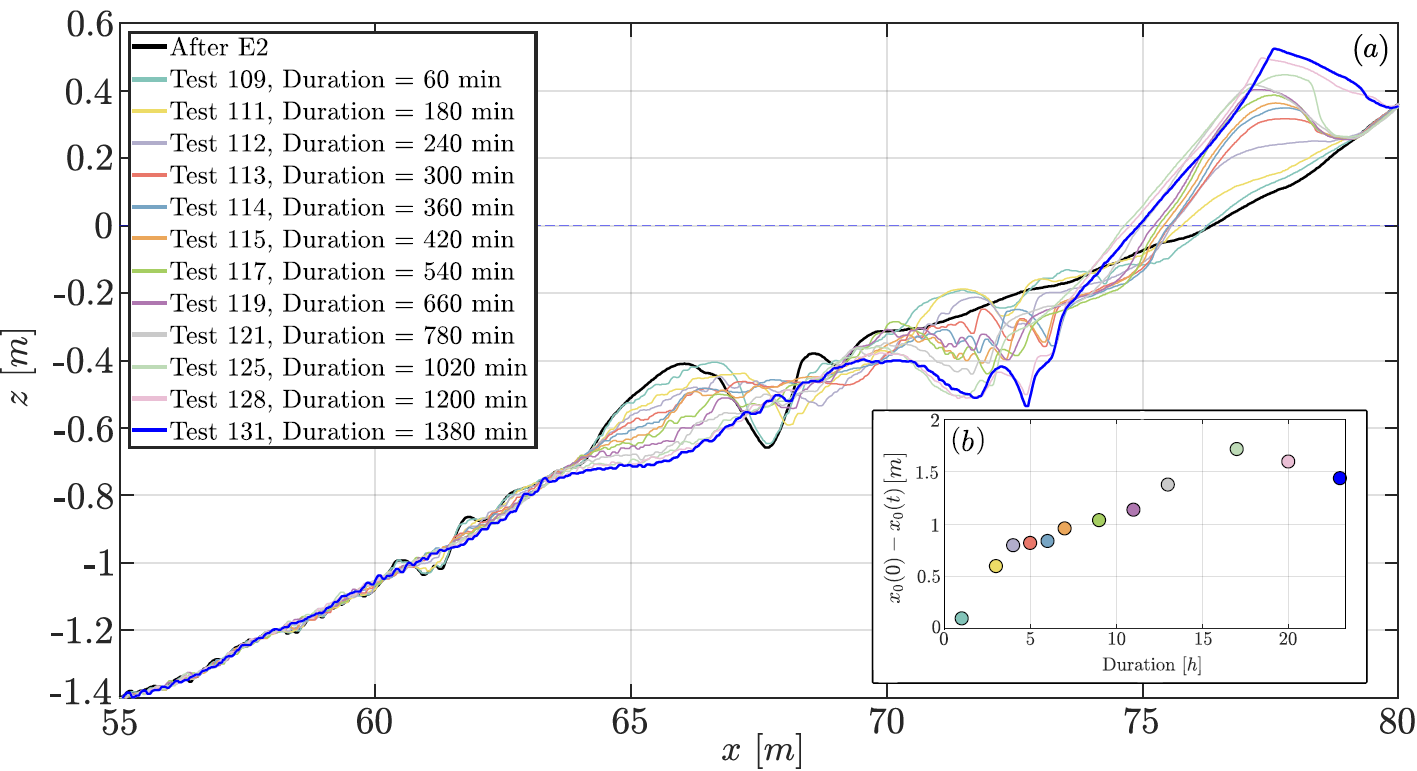 0.6
0.4
0.2
0
-0.2
-0.4
-0.6
-0.8
-1
-1.2
-1.4
z [m]
After E2
Test 109, Duration = 60 min
Test 111, Duration = 180 min
Test 112, Duration = 240 min
Test 113, Duration = 300 min
Test 114, Duration = 360 min
Test 115, Duration = 420 min
Test 117, Duration = 540 min
Test 119, Duration = 660 min
Test 121, Duration = 780 min
Test 125, Duration = 1020 min
Test 128, Duration = 1200 min
Test 131, Duration = 1380 min
(a)
(b)
2
1.5
1
0.5
0
x₀(0) − x₀(t) [m]
0 5 10 15 20
Duration [h]
55 60 65 70 75 80
x [m]